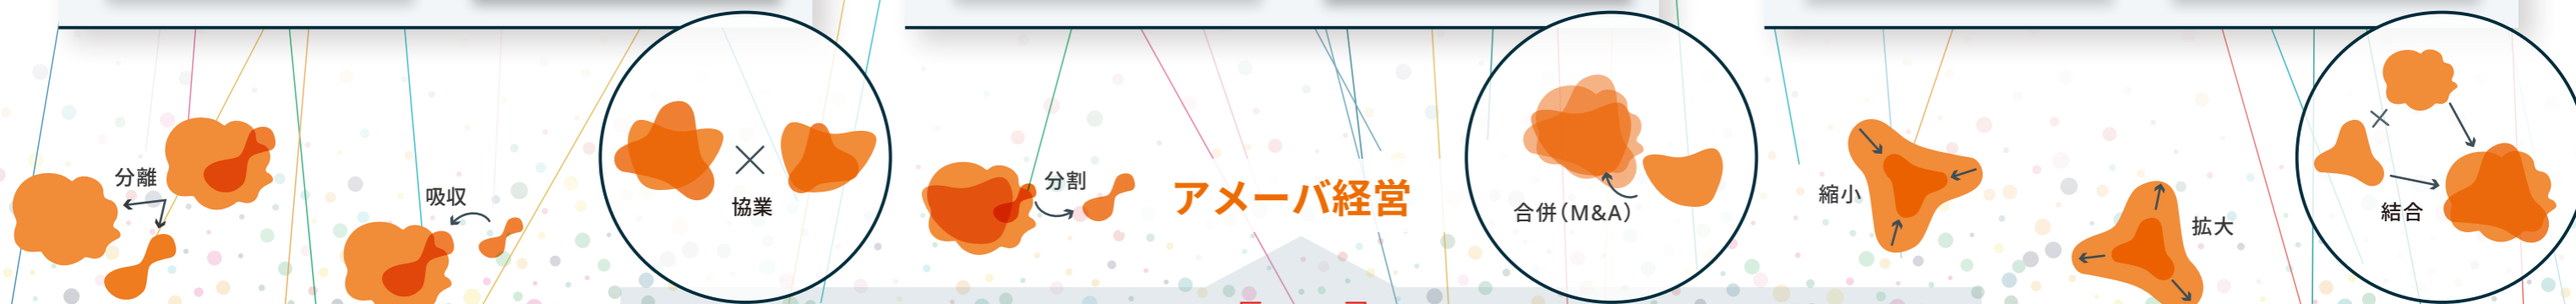 分離
吸収
協業
分割
アメーバ経営
合併（M&A）
縮小
拡大
結合